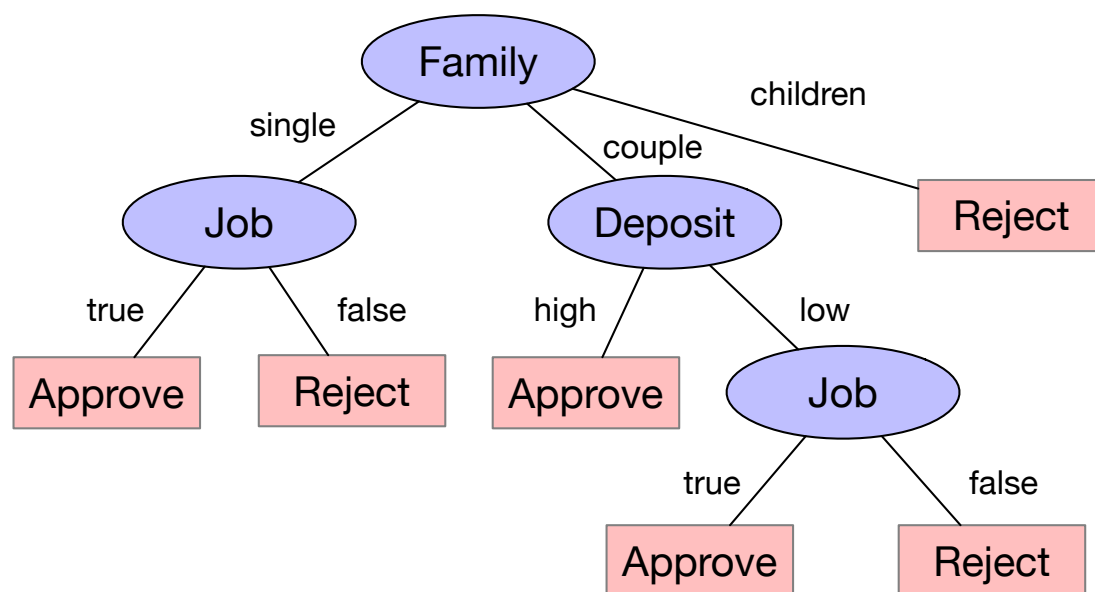 Family
children
single
couple
Job
Deposit
Reject
true
false
high
low
Approve
Reject
Approve
Job
true
false
Approve
Reject